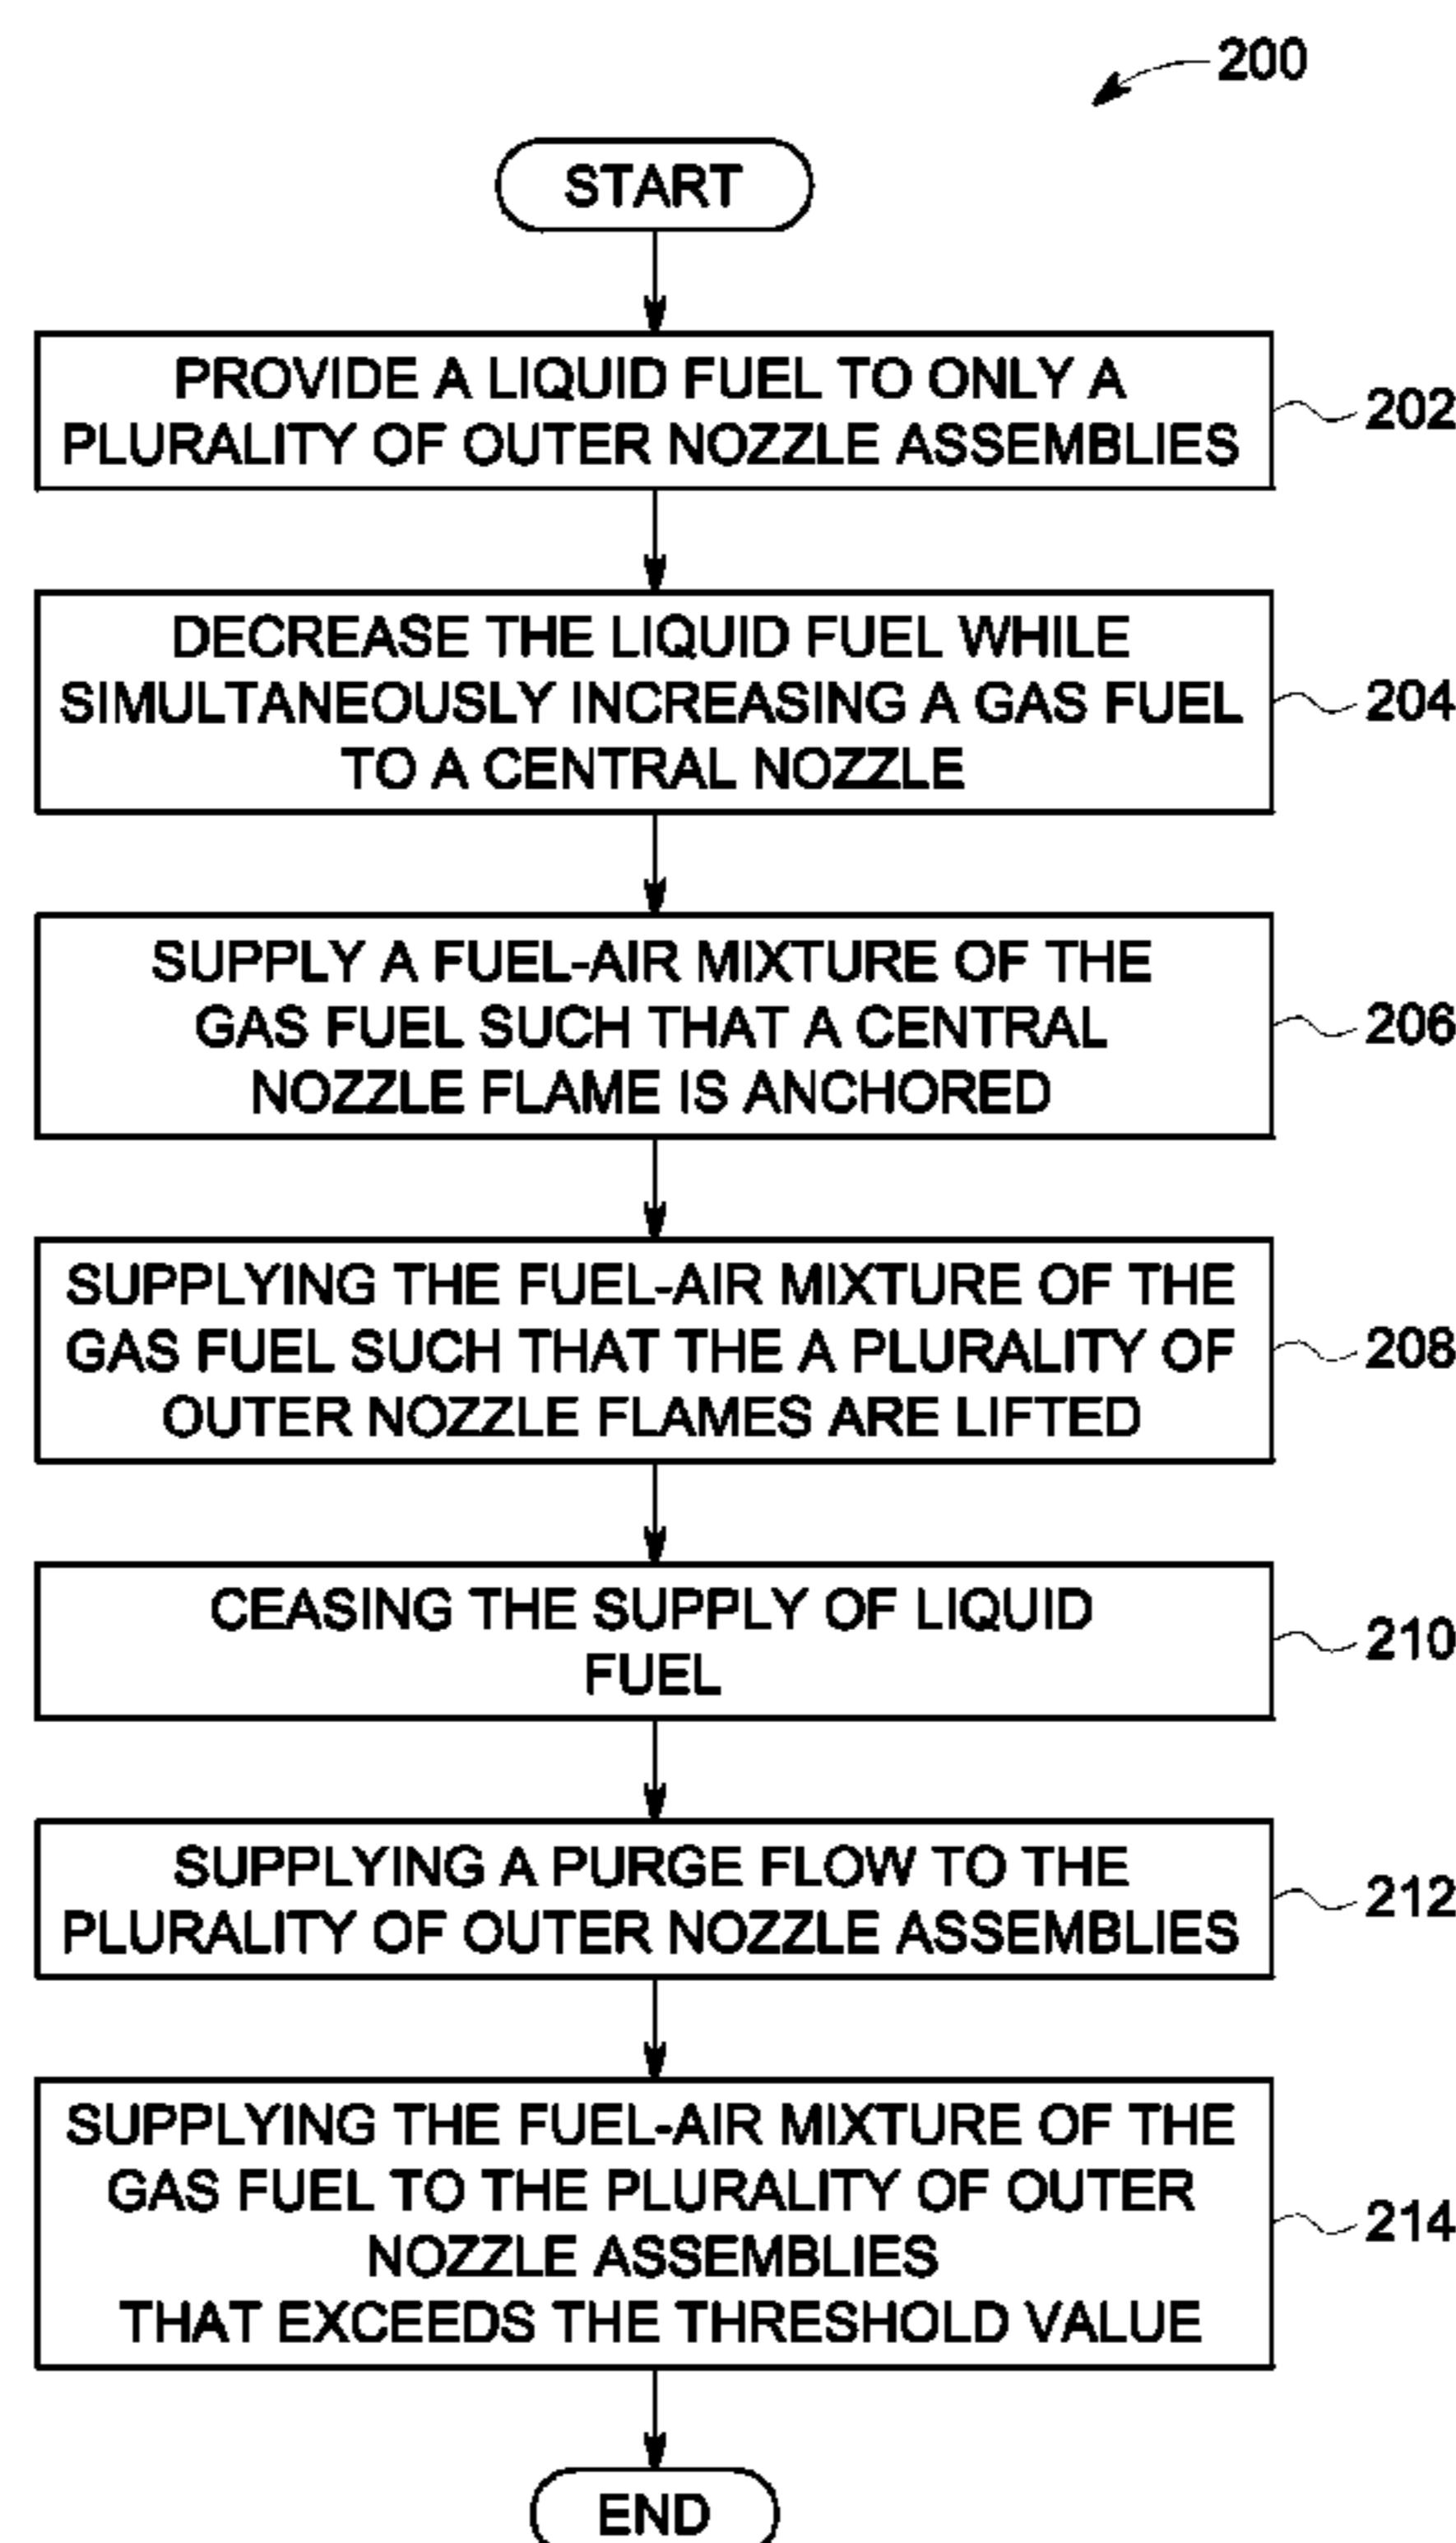 200
START
PROVIDE A LIQUID FUEL TO ONLY A
PLURALITY OF OUTER NOZZLE ASSEMBLIES
202
DECREASE THE LIQUID FUEL WHILE
SIMULTANEOUSLY INCREASING A GAS FUEL
TO A CENTRAL NOZZLE
204
SUPPLY A FUEL-AIR MIXTURE OF THE
GAS FUEL SUCH THAT A CENTRAL
NOZZLE FLAME IS ANCHORED
206
SUPPLYING THE FUEL-AIR MIXTURE OF THE
GAS FUEL SUCH THAT THE A PLURALITY OF
OUTER NOZZLE FLAMES ARE LIFTED
208
CEASING THE SUPPLY OF LIQUID
FUEL
210
SUPPLYING A PURGE FLOW TO THE
PLURALITY OF OUTER NOZZLE ASSEMBLIES
212
SUPPLYING THE FUEL-AIR MIXTURE OF THE
GAS FUEL TO THE PLURALITY OF OUTER
NOZZLE ASSEMBLIES
THAT EXCEEDS THE THRESHOLD VALUE
214
END